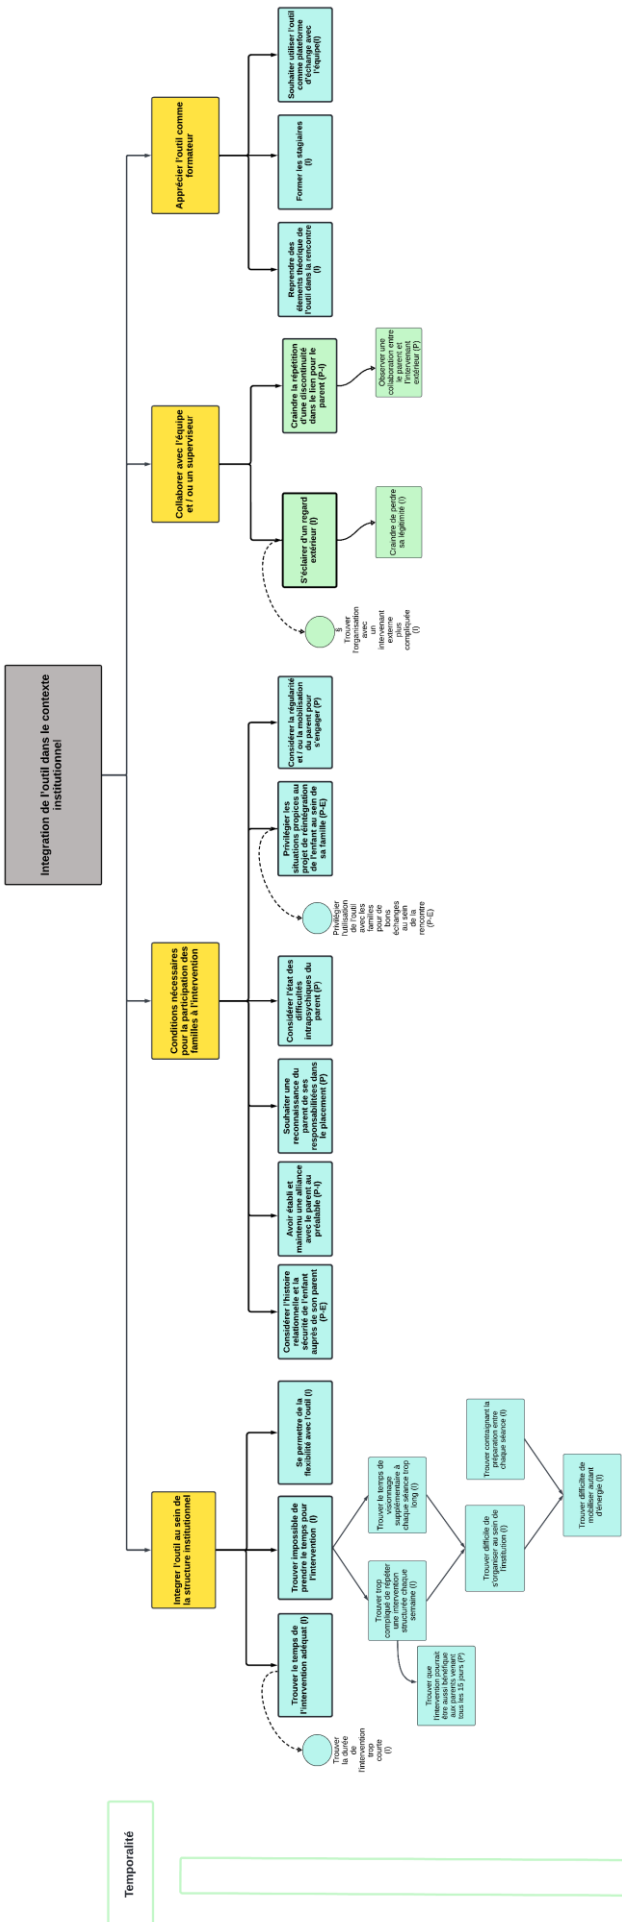 Integration de l'outil dans le contexte
institutionnel
Integrer l'outil au sein de
la structure institutionnel
Conditions nécessaires
pour la participation des
familles à l'intervention
Collaborer avec l'équipe
et / ou un superviseur
Apprécier l'outil comme
formateur
Trouver le temps de
l'intervention adéquat (I)
Trouver impossible de
prendre le temps pour
l'intervention (I)
Se permettre de la
flexibilité avec l'outil (I)
Considérer l'histoire
relationnelle et la
sécurité de l'enfant
auprès de son parent
(P-E)
Avoir établi et
maintenu une alliance
avec le parent au
préalable (P-I)
Souhaiter une
reconnaissance du
parent de ses
responsabilitées dans
le placement (P)
Considérer l'état des
difficultés
intrapsychiques du
parent (P)
Privilégier les
situations propices au
projet de réintégration
de l'enfant au sein de
sa famille (P-E)
Considérer la régularité
et / ou la mobilisation
du parent pour
s'engager (P)
S'éclairer d'un regard
extérieur (I)
Craindre la répétition
d'une discontinuité
dans le lien pour le
parent (P-I)
Reprendre des
élements théorique de
l'outil dans la rencontre
(I)
Former les stagiaires
(I)
Souhaiter utiliser l'outil
comme plateforme
d'échange avec
l'équipe(I)
Trouver
la durée
de
l'intervention
trop
courte
(I)
Trouver trop
compliqué de répéter
une intervention
structurée chaque
semaine (I)
Trouver le temps de
visionnage
supplémentaire à
chaque séance trop
long (I)
Privilégier
l'utilisation
de l'outil
avec les
familles
pour de
bons
échanges
au sein
de la
rencontre
(P-E)
§
Trouver
l'organisation
avec
un
intervenant
externe
plus
compliquée
(I)
Craindre de perdre
sa légitimité (I)
Observer une
collaboration entre
le parent et
l'intervenant
extérieur (P)
Trouver que
l'intervention pourrait
être aussi bénéfique
aux parents venant
tous les 15 jours (P)
Trouver difficile de
s'organiser au sein de
l'institution (I)
Trouver contraignant la
préparation entre
chaque séance (I)
Trouver difficilte de
mobiliser autant
d'énergie (I)
Temporalité